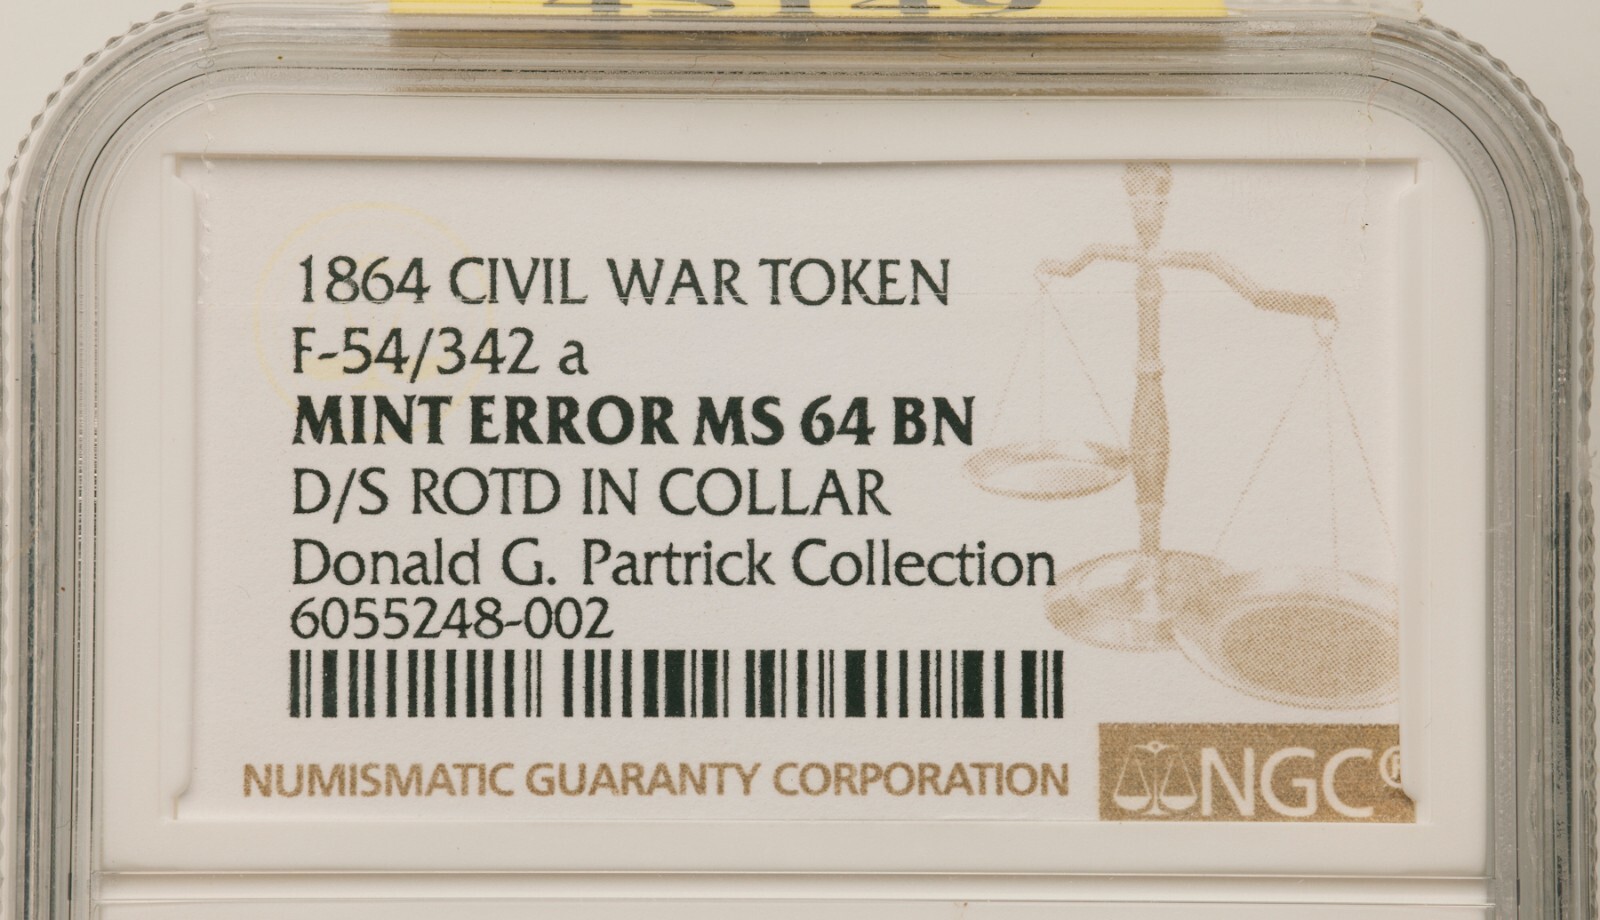 1864 CIVIL WAR TOKEN
F-54/342 a
MINT ERROR MS 64 BN
D/S ROTD IN COLLAR
Donald G. Partrick Collection
6055248-002
NUMISMATIC GUARANTY CORPORATION
NGC®